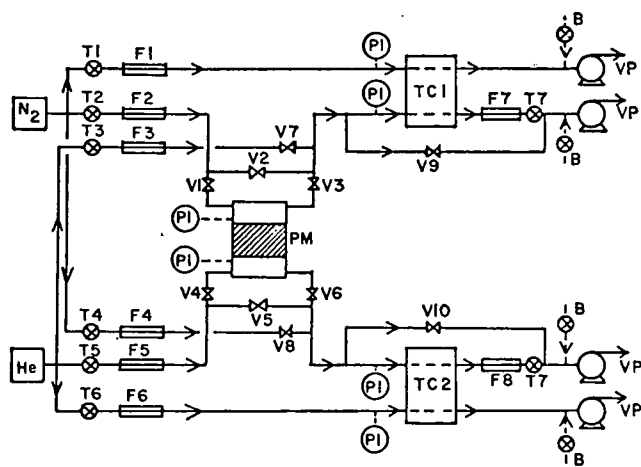 T1 F1 PI B
N2 T2 F2 TC1 VP
T3 F3 V7 PI F7 T7 VP
V2 V9 B
V1 V3
PI PM
PI
V4 V6
V5 V10 B
T4 F4 V8
He T5 F5 TC2 F8 T7 VP
T6 F6 PI VP
PI B